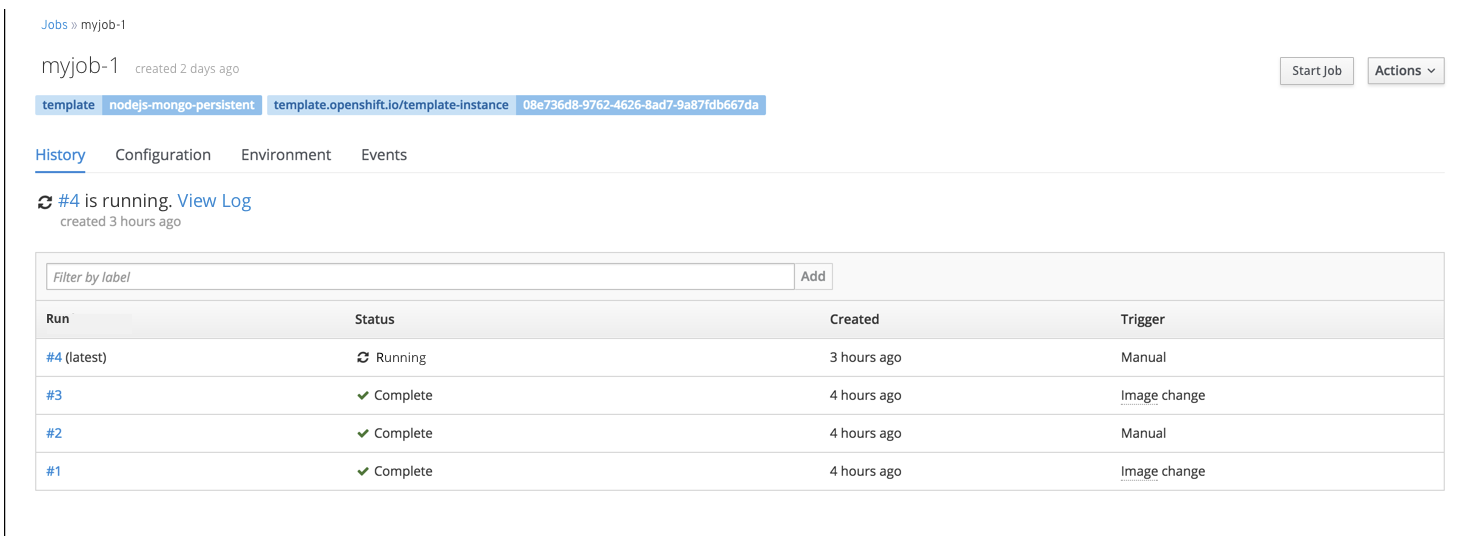 Jobs » myjob-1
myjob-1 created 2 days ago
Start Job Actions
template nodejs-mongo-persistent template.openshift.io/template-instance 08e736d8-9762-4626-8ad7-9a87fdb667da
History Configuration Environment Events
#4 is running. View Log
created 3 hours ago
Filter by label Add
Run Status Created Trigger
#4 (latest) Running 3 hours ago Manual
#3 Complete 4 hours ago Image change
#2 Complete 4 hours ago Manual
#1 Complete 4 hours ago Image change